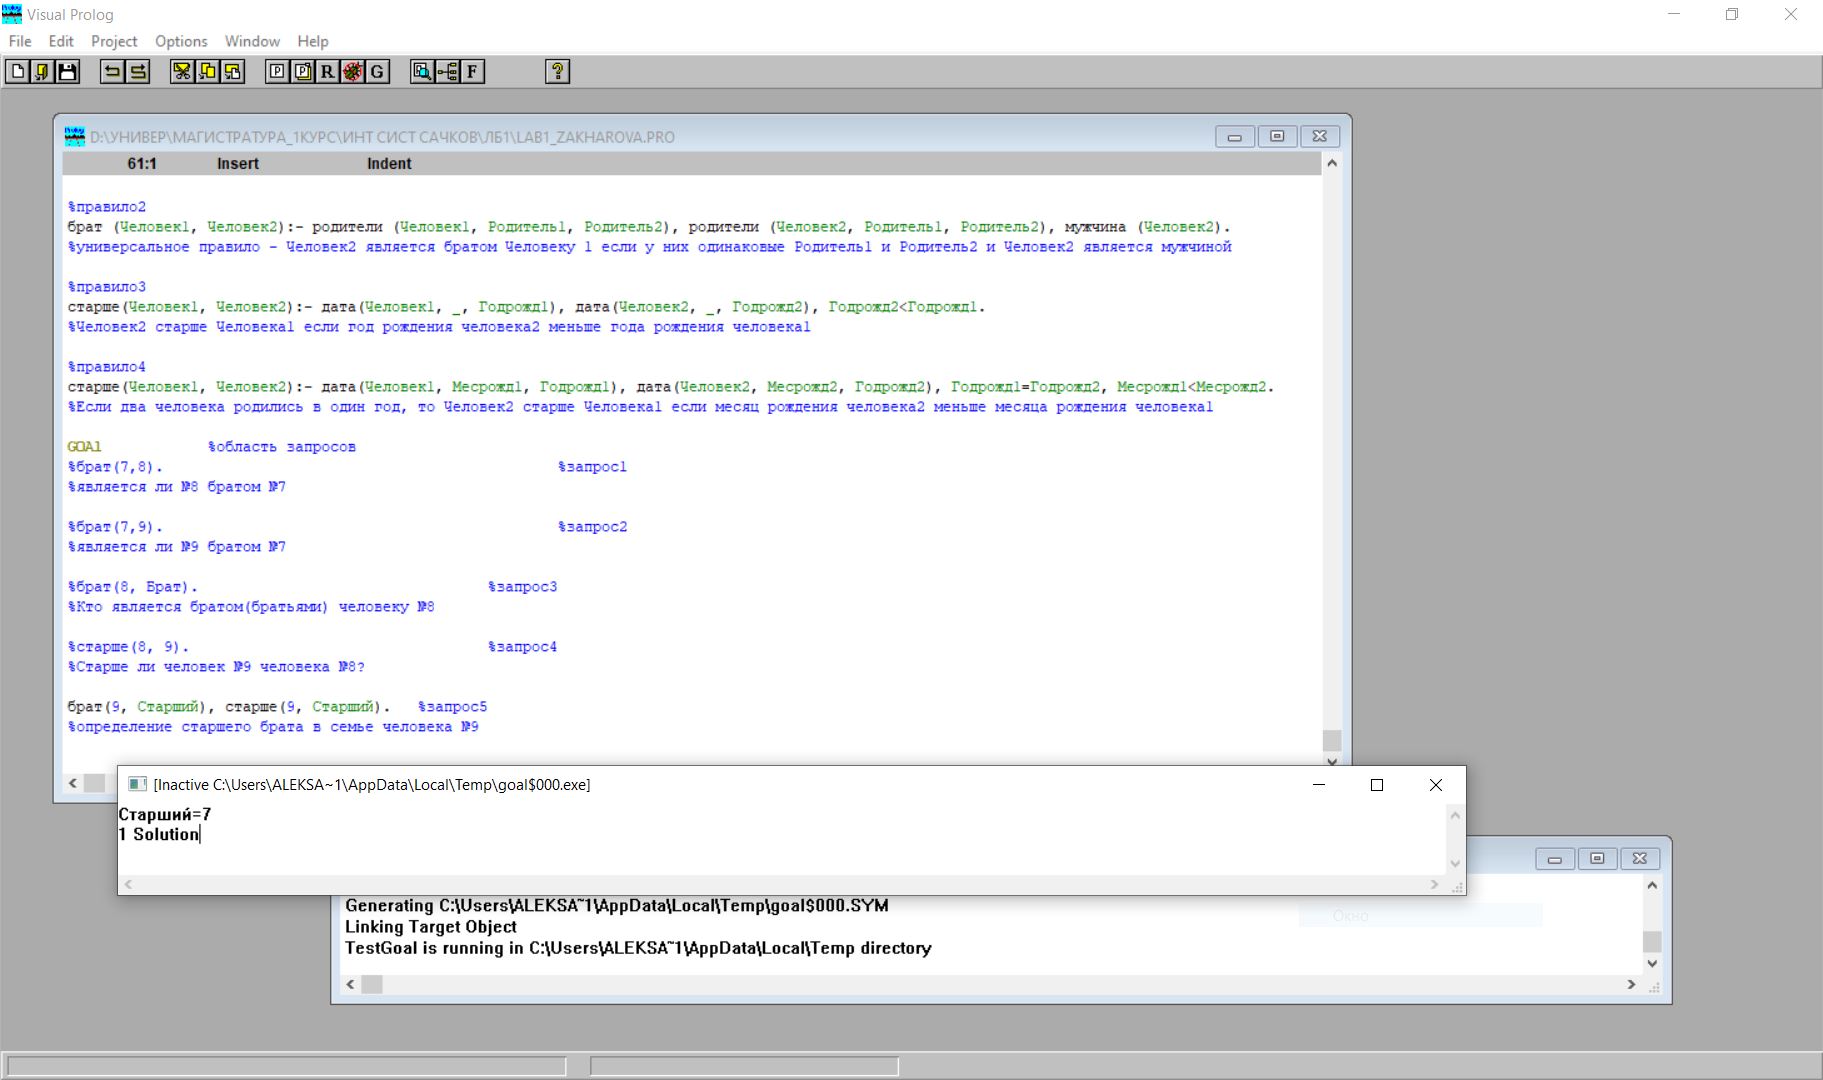 Visual Prolog
File Edit Project Options Window Help
P P R G F ?
D:\УНИВЕР\МАГИСТРАТУРА_1КУРС\ИНТ СИСТ САЧКОВ\ЛБ1\LAB1_ZAKHAROVA.PRO
61:1 Insert Indent
%правило2
брат (Человек1, Человек2):- родители (Человек1, Родитель1, Родитель2), родители (Человек2, Родитель1, Родитель2), мужчина (Человек2).
%универсальное правило - Человек2 является братом Человеку 1 если у них одинаковые Родитель1 и Родитель2 и Человек2 является мужчиной
%правило3
старше(Человек1, Человек2):- дата(Человек1, _, Годрожд1), дата(Человек2, _, Годрожд2), Годрожд2<Годрожд1.
%Человек2 старше Человека1 если год рождения человека2 меньше года рождения человека1
%правило4
старше(Человек1, Человек2):- дата(Человек1, Месрожд1, Годрожд1), дата(Человек2, Месрожд2, Годрожд2), Годрожд1=Годрожд2, Месрожд1<Месрожд2.
%Если два человека родились в один год, то Человек2 старше Человека1 если месяц рождения человека2 меньше месяца рождения человека1
GOAl %область запросов
%брат(7,8). %запрос1
%является ли №8 братом №7
%брат(7,9). %запрос2
%является ли №9 братом №7
%брат(8, Брат). %запрос3
%Кто является братом(братьями) человеку №8
%старше(8, 9). %запрос4
%Старше ли человек №9 человека №8?
брат(9, Старший), старше(9, Старший). %запрос5
%определение старшего брата в семье человека №9
[Inactive C:\Users\ALEKSA~1\AppData\Local\Temp\goal$000.exe]
Старший=7
1 Solution
Generating C:\Users\ALEKSA~1\AppData\Local\Temp\goal$000.SYM
Окно
Linking Target Object
TestGoal is running in C:\Users\ALEKSA~1\AppData\Local\Temp directory